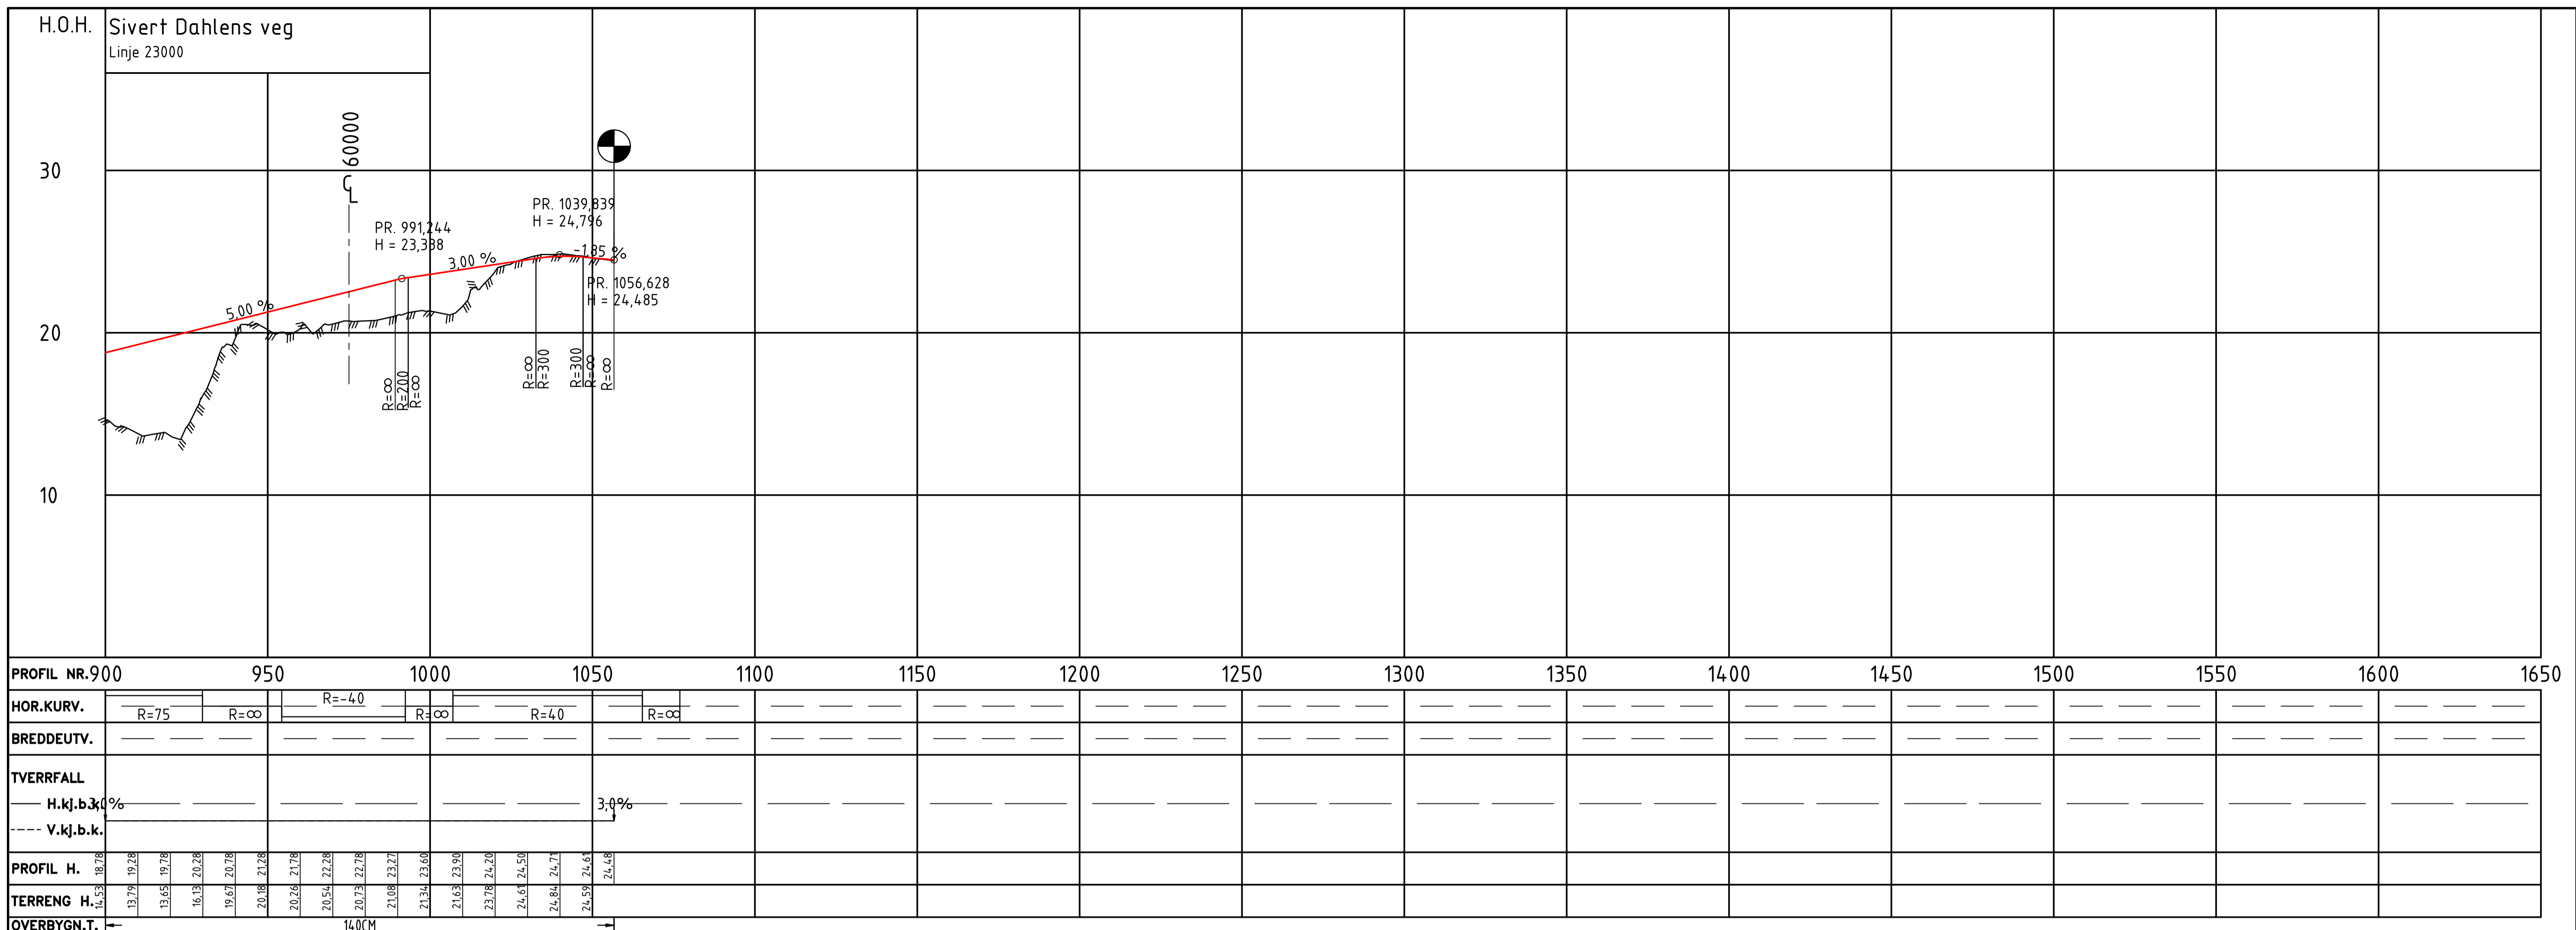 H.O.H.
Sivert Dahlens veg
Linje 23000
30
20
10
℄ 60000
PR. 991,244
H = 23,338
PR. 1039,839
H = 24,796
PR. 1056,628
H = 24,485
5,00 %
3,00 %
-1,85 %
R=∞
R=200
R=∞
R=∞
R=300
R=300
R=∞
R=∞
PROFIL NR. 900 950 1000 1050 1100 1150 1200 1250 1300 1350 1400 1450 1500 1550 1600 1650
HOR.KURV. R=75 R=∞ R=-40 R=∞ R=40 R=∞
BREDDEUTV.
TVERRFALL
H.kj.b.k. 3,0% 3,0%
V.kj.b.k.
PROFIL H. 18,78 19,28 19,78 20,28 20,78 21,28 21,78 22,28 22,78 23,27 23,60 23,90 24,20 24,50 24,71 24,61 24,48
TERRENG H. 14,53 13,79 13,65 16,13 19,67 20,18 20,26 20,54 20,73 21,08 21,34 21,63 23,78 24,61 24,84 24,59
OVERBYGN.T. 140CM